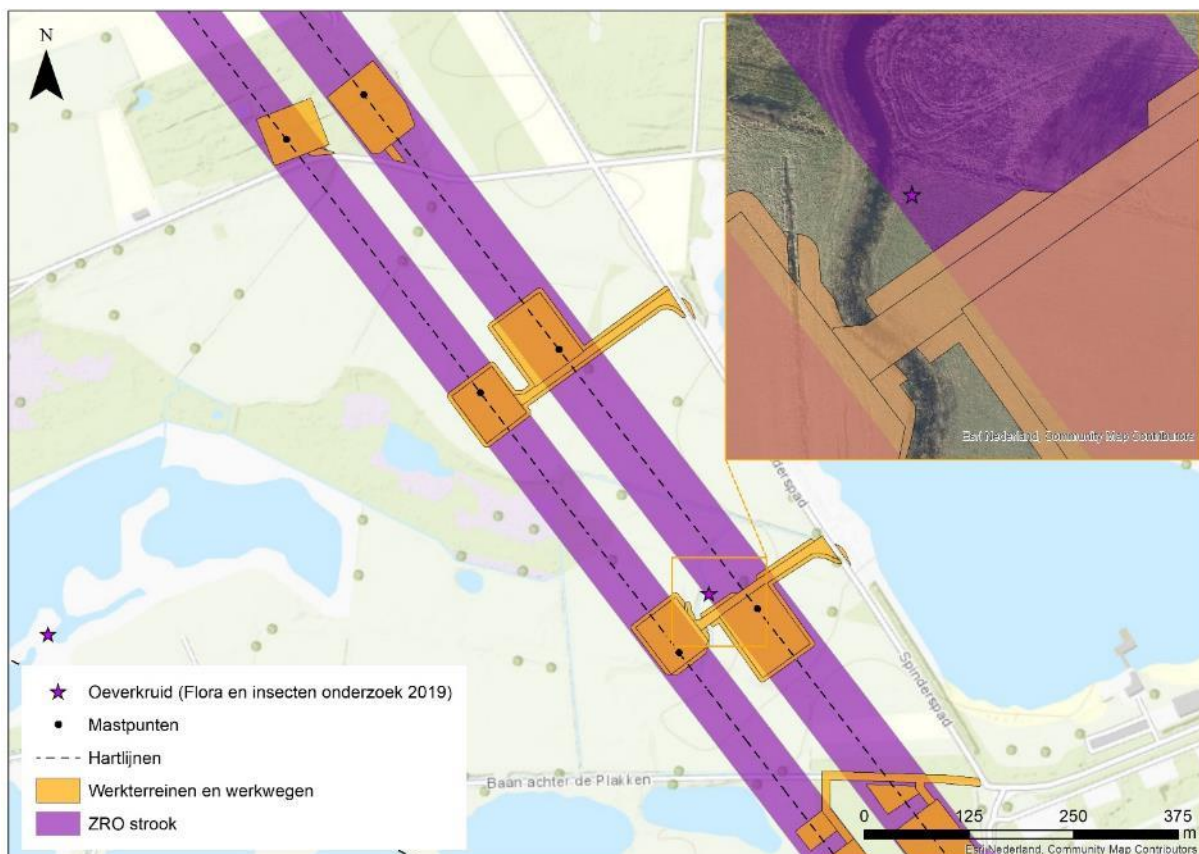 N
Esri Nederland, Community Map Contributors
derspad
Spinderspad
Baan achter de Plakken
Oeverkruid (Flora en insecten onderzoek 2019)
Mastpunten
Hartlijnen
Werkterreinen en werkwegen
ZRO strook
0 125 250 375
m
Esri Nederland, Community Map Contributors